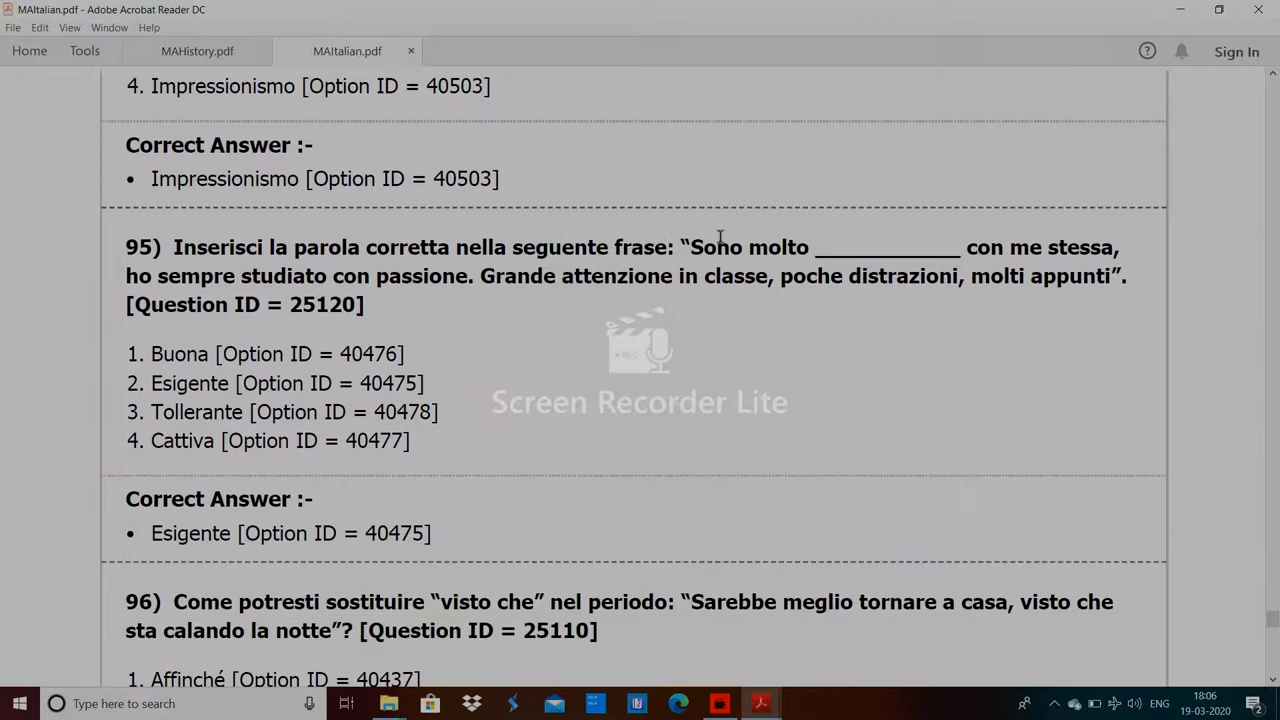 MAItalian.pdf - Adobe Acrobat Reader DC
File Edit View Window Help
Home Tools MAHistory.pdf MAItalian.pdf × Sign In
4. Impressionismo [Option ID = 40503]
Correct Answer :-
• Impressionismo [Option ID = 40503]
95) Inserisci la parola corretta nella seguente frase: “Sono molto _____________ con me stessa,
ho sempre studiato con passione. Grande attenzione in classe, poche distrazioni, molti appunti”.
[Question ID = 25120]
1. Buona [Option ID = 40476]
2. Esigente [Option ID = 40475]
3. Tollerante [Option ID = 40478]
4. Cattiva [Option ID = 40477]
REC
Screen Recorder Lite
Correct Answer :-
• Esigente [Option ID = 40475]
96) Come potresti sostituire “visto che” nel periodo: “Sarebbe meglio tornare a casa, visto che
sta calando la notte”? [Question ID = 25110]
1. Affinché [Option ID = 40437]
Type here to search
ENG
18:06
19-03-2020
2